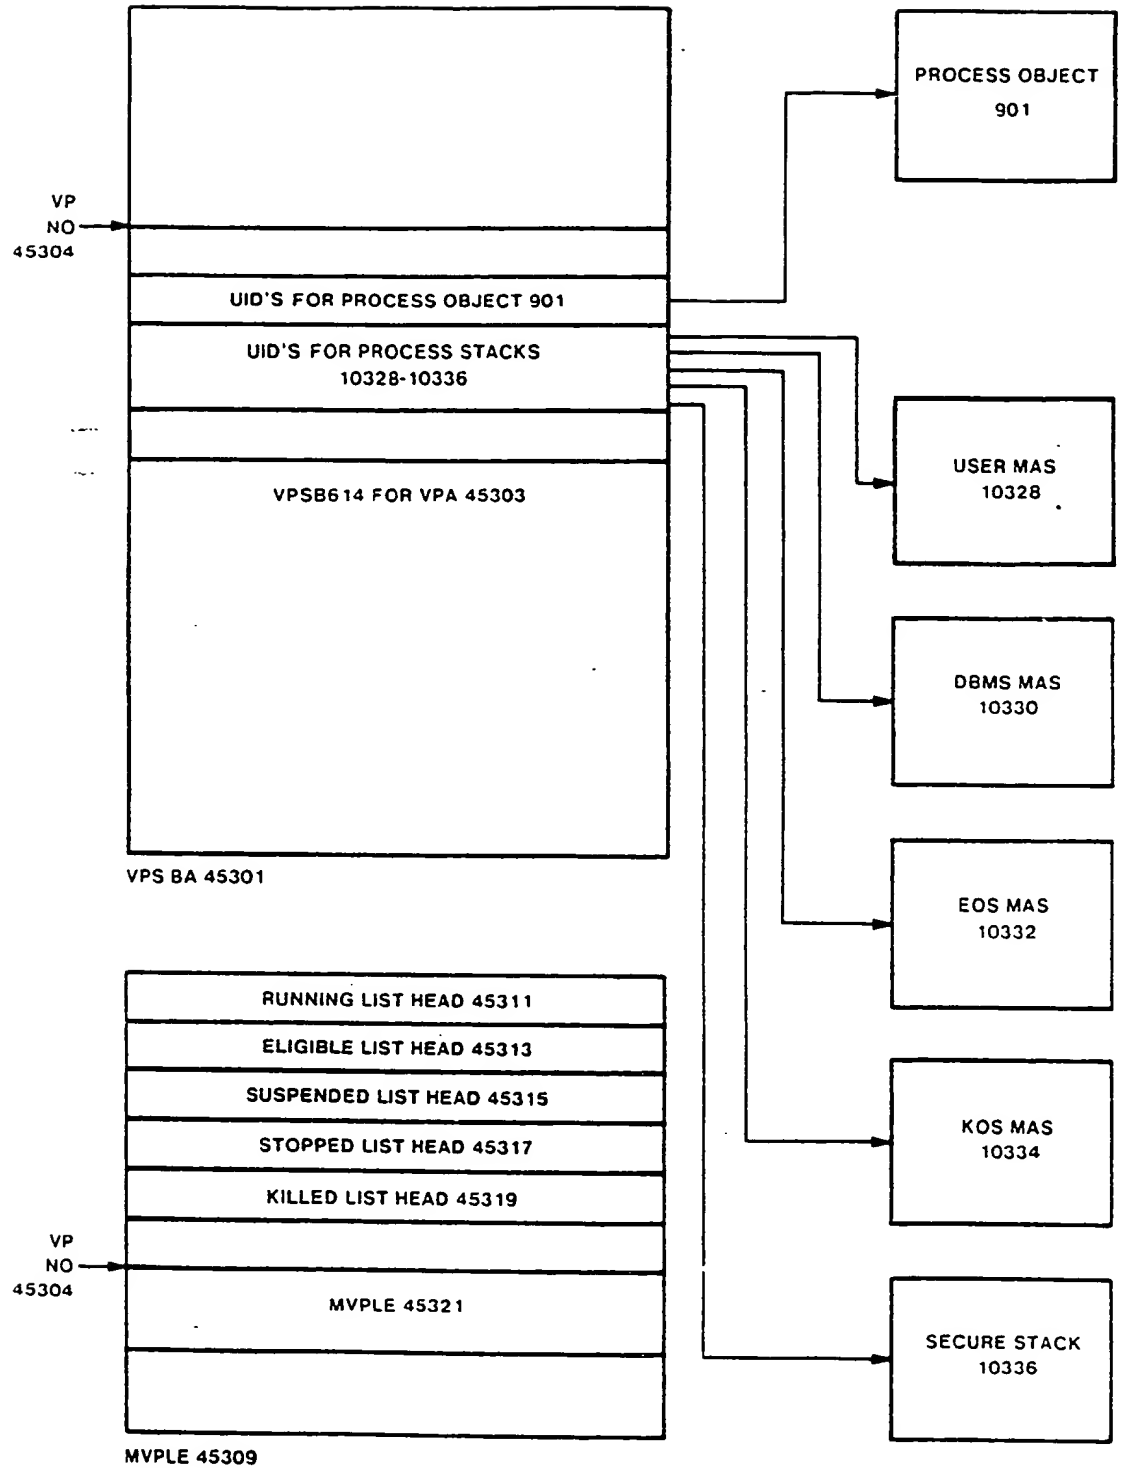 PROCESS OBJECT
901
VP
NO
45304
UID'S FOR PROCESS OBJECT 901
UID'S FOR PROCESS STACKS
10328-10336
VPSB614 FOR VPA 45303
USER MAS
10328
DBMS MAS
10330
VPS BA 45301
EOS MAS
10332
RUNNING LIST HEAD 45311
ELIGIBLE LIST HEAD 45313
SUSPENDED LIST HEAD 45315
STOPPED LIST HEAD 45317
KILLED LIST HEAD 45319
KOS MAS
10334
VP
NO
45304
MVPLE 45321
SECURE STACK
10336
MVPLE 45309